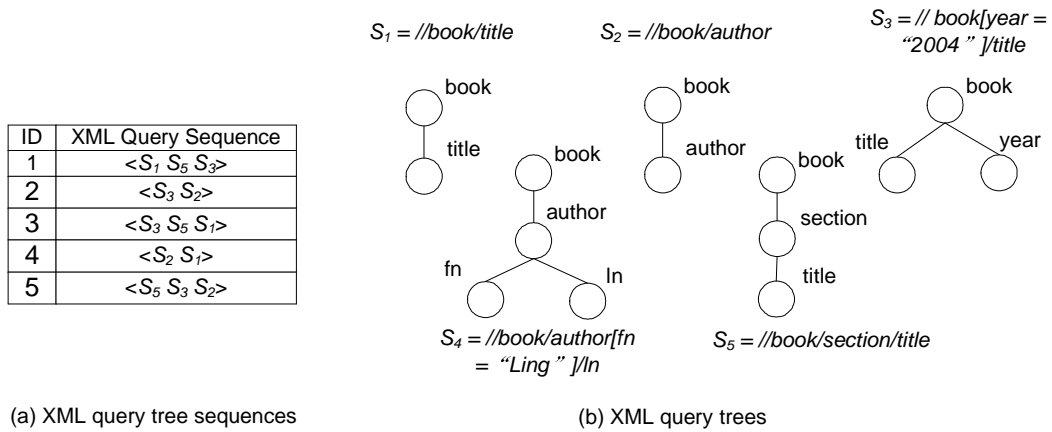 S1 = //book/title
S2 = //book/author
S3 = // book[year =
“2004” ]/title
ID XML Query Sequence
1 <S1 S5 S3>
2 <S3 S2>
3 <S3 S5 S1>
4 <S2 S1>
5 <S5 S3 S2>
book
title
book
author
book
title
year
book
author
fn
ln
book
section
title
S4 = //book/author[fn
= “Ling” ]/ln
S5 = //book/section/title
(a) XML query tree sequences
(b) XML query trees